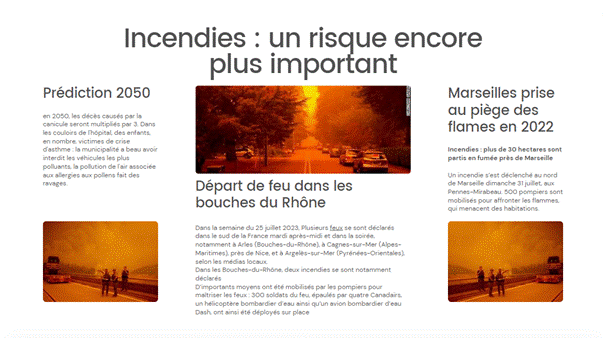 Incendies : un risque encore
plus important
Prédiction 2050
en 2050, les décès causés par la
canicule seront multipliés par 3. Dans
les couloirs de l'hôpital, des enfants,
en nombre, victimes de crise
d'asthme : la municipalité a beau avoir
interdit les véhicules les plus
polluants, la pollution de l'air associée
aux allergies aux pollens fait des
ravages.
Départ de feu dans les
bouches du Rhône
Dans la semaine du 25 juillet 2023, Plusieurs feux se sont déclarés
dans le sud de la France mardi après-midi et dans la soirée,
notamment à Arles (Bouches-du-Rhône), à Cagnes-sur-Mer (Alpes-
Maritimes), près de Nice, et à Argelès-sur-Mer (Pyrénées-Orientales),
selon les médias locaux.
Dans les Bouches-du-Rhône, deux incendies se sont notamment
déclarés
D'importants moyens ont été mobilisés par les pompiers pour
maîtriser les feux : 300 soldats du feu, épaulés par quatre Canadairs,
un hélicoptère bombardier d'eau ainsi qu'un avion bombardier d'eau
Dash, ont ainsi été déployés sur place
Marseilles prise
au piège des
flammes en 2022
Incendies : plus de 30 hectares sont
partis en fumée près de Marseille
Un incendie s'est déclenché au nord
de Marseille dimanche 31 juillet, aux
Pennes-Mirabeau. 500 pompiers sont
mobilisés pour affronter les flammes,
qui menacent des habitations.